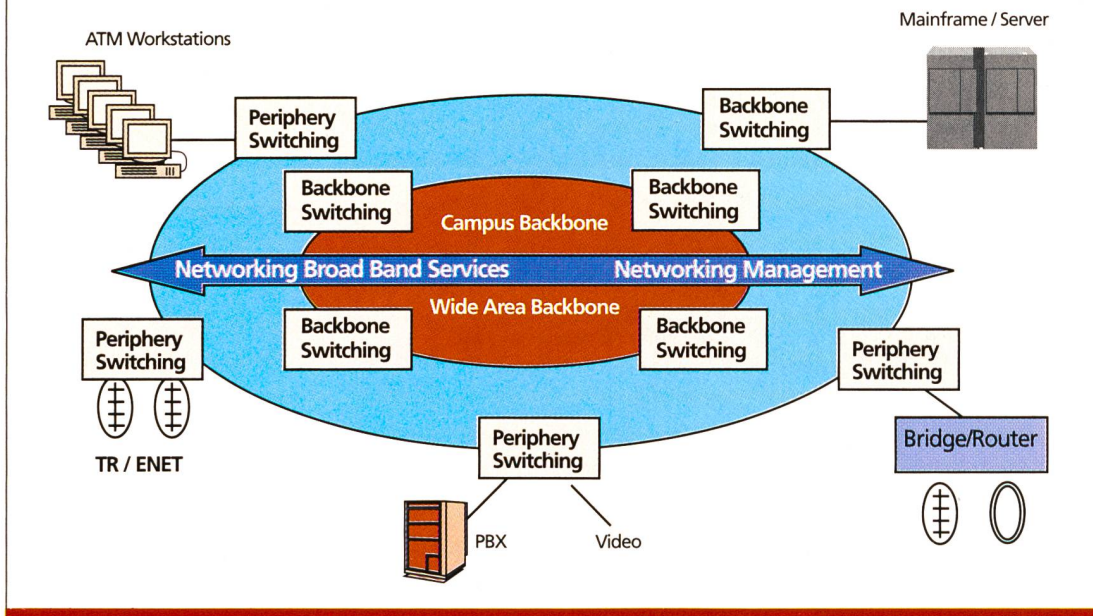 Mainframe / Server
ATM Workstations
Periphery
Switching
Backbone
Switching
Backbone
Switching
Backbone
Switching
Campus Backbone
Networking Broad Band Services
Networking Management
Wide Area Backbone
Periphery
Switching
Backbone
Switching
Backbone
Switching
Periphery
Switching
TR / ENET
Periphery
Switching
Bridge/Router
PBX
Video